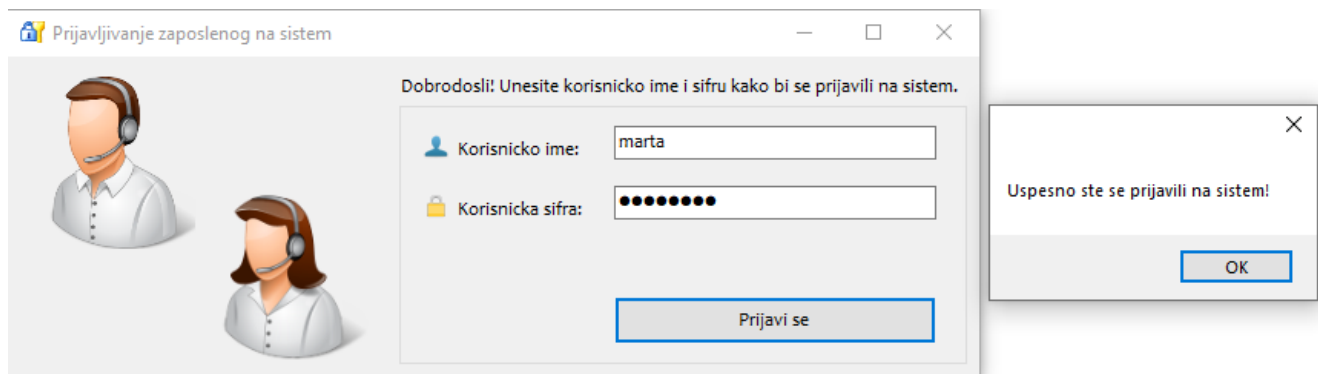 Prijavljivanje zaposlenog na sistem
Dobrodosli! Unesite korisnicko ime i sifru kako bi se prijavili na sistem.
Korisnicko ime:
marta
Korisnicka sifra:
●●●●●●●●
Prijavi se
Uspesno ste se prijavili na sistem!
OK